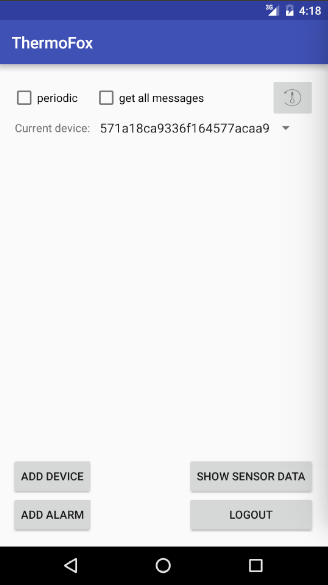 3G 4:18
ThermoFox
periodic get all messages
Current device: 571a18ca9336f164577acaa9
ADD DEVICE SHOW SENSOR DATA
ADD ALARM LOGOUT